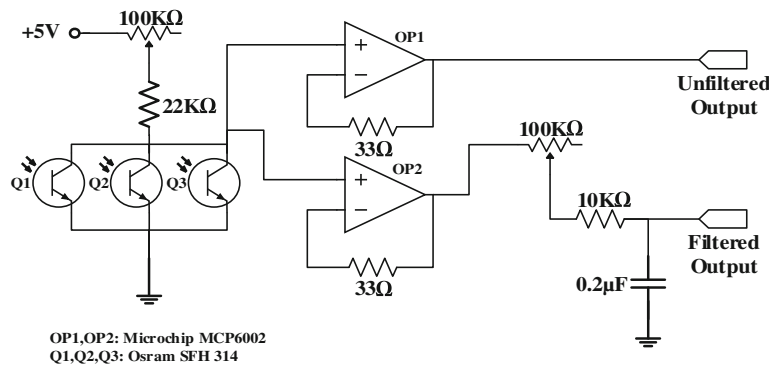 100KΩ
+5V
OP1
+
−
Unfiltered
Output
22KΩ
33Ω
100KΩ
OP2
Q1
Q2
Q3
+
−
10KΩ
Filtered
Output
33Ω
0.2μF
OP1,OP2: Microchip MCP6002
Q1,Q2,Q3: Osram SFH 314